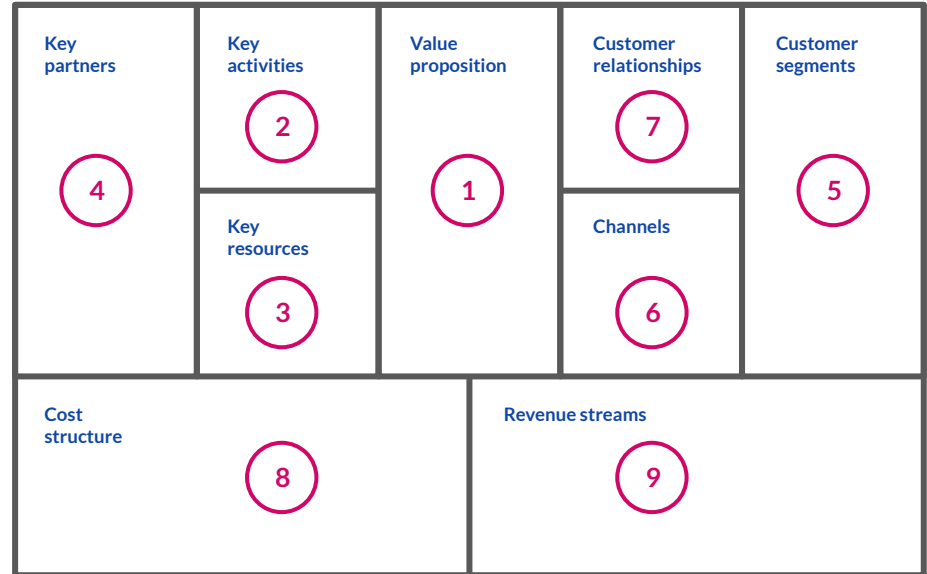 Key
partners
4
Key
activities
2
Key
resources
3
Value
proposition
1
Customer
relationships
7
Channels
6
Customer
segments
5
Cost
structure
8
Revenue streams
9